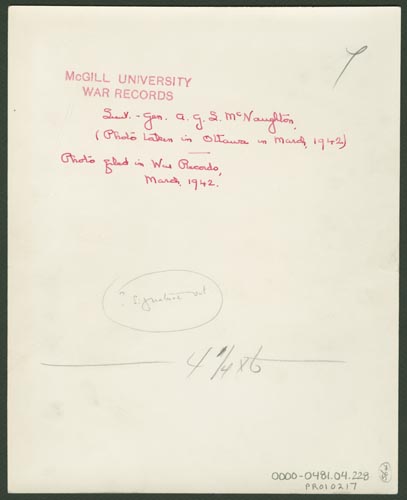 McGILL UNIVERSITY
WAR RECORDS
Lieut.-Gen. A. G. L. McNaughton,
(Photo taken in Ottawa in March, 1942)
Photo filed in War Records,
March, 1942.
? Signature
4 1/4 x 6
0000-0481.04.228
PR010217